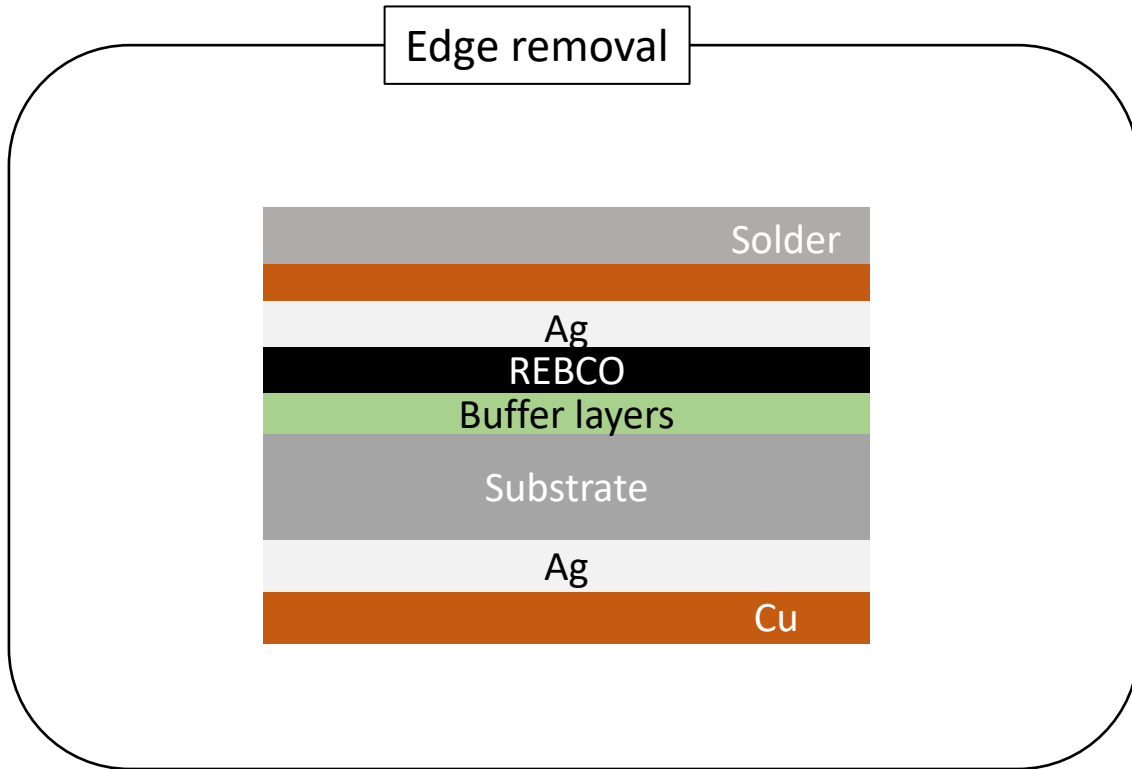 Edge removal
Solder
Ag
REBCO
Buffer layers
Substrate
Ag
Cu